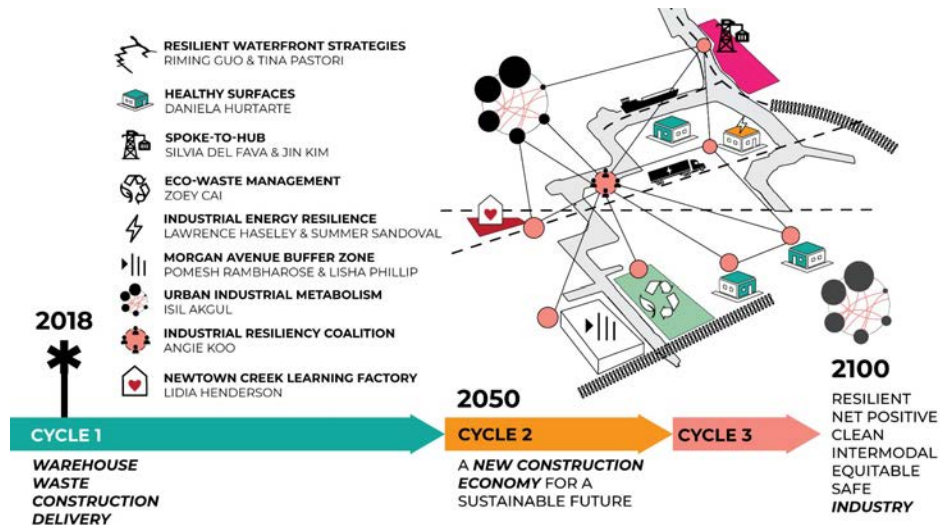 RESILIENT WATERFRONT STRATEGIES
RIMING GUO & TINA PASTORI
HEALTHY SURFACES
DANIELA HURTARTE
SPOKE-TO-HUB
SILVIA DEL FAVA & JIN KIM
ECO-WASTE MANAGEMENT
ZOEY CAI
INDUSTRIAL ENERGY RESILIENCE
LAWRENCE HASELEY & SUMMER SANDOVAL
MORGAN AVENUE BUFFER ZONE
POMESH RAMBHAROSE & LISHA PHILLIP
URBAN INDUSTRIAL METABOLISM
ISIL AKGUL
INDUSTRIAL RESILIENCY COALITION
ANGIE KOO
NEWTOWN CREEK LEARNING FACTORY
LIDIA HENDERSON
2018
CYCLE 1
WAREHOUSE
WASTE
CONSTRUCTION
DELIVERY
2050
CYCLE 2
A NEW CONSTRUCTION
ECONOMY FOR A
SUSTAINABLE FUTURE
CYCLE 3
2100
RESILIENT
NET POSITIVE
CLEAN
INTERMODAL
EQUITABLE
SAFE
INDUSTRY